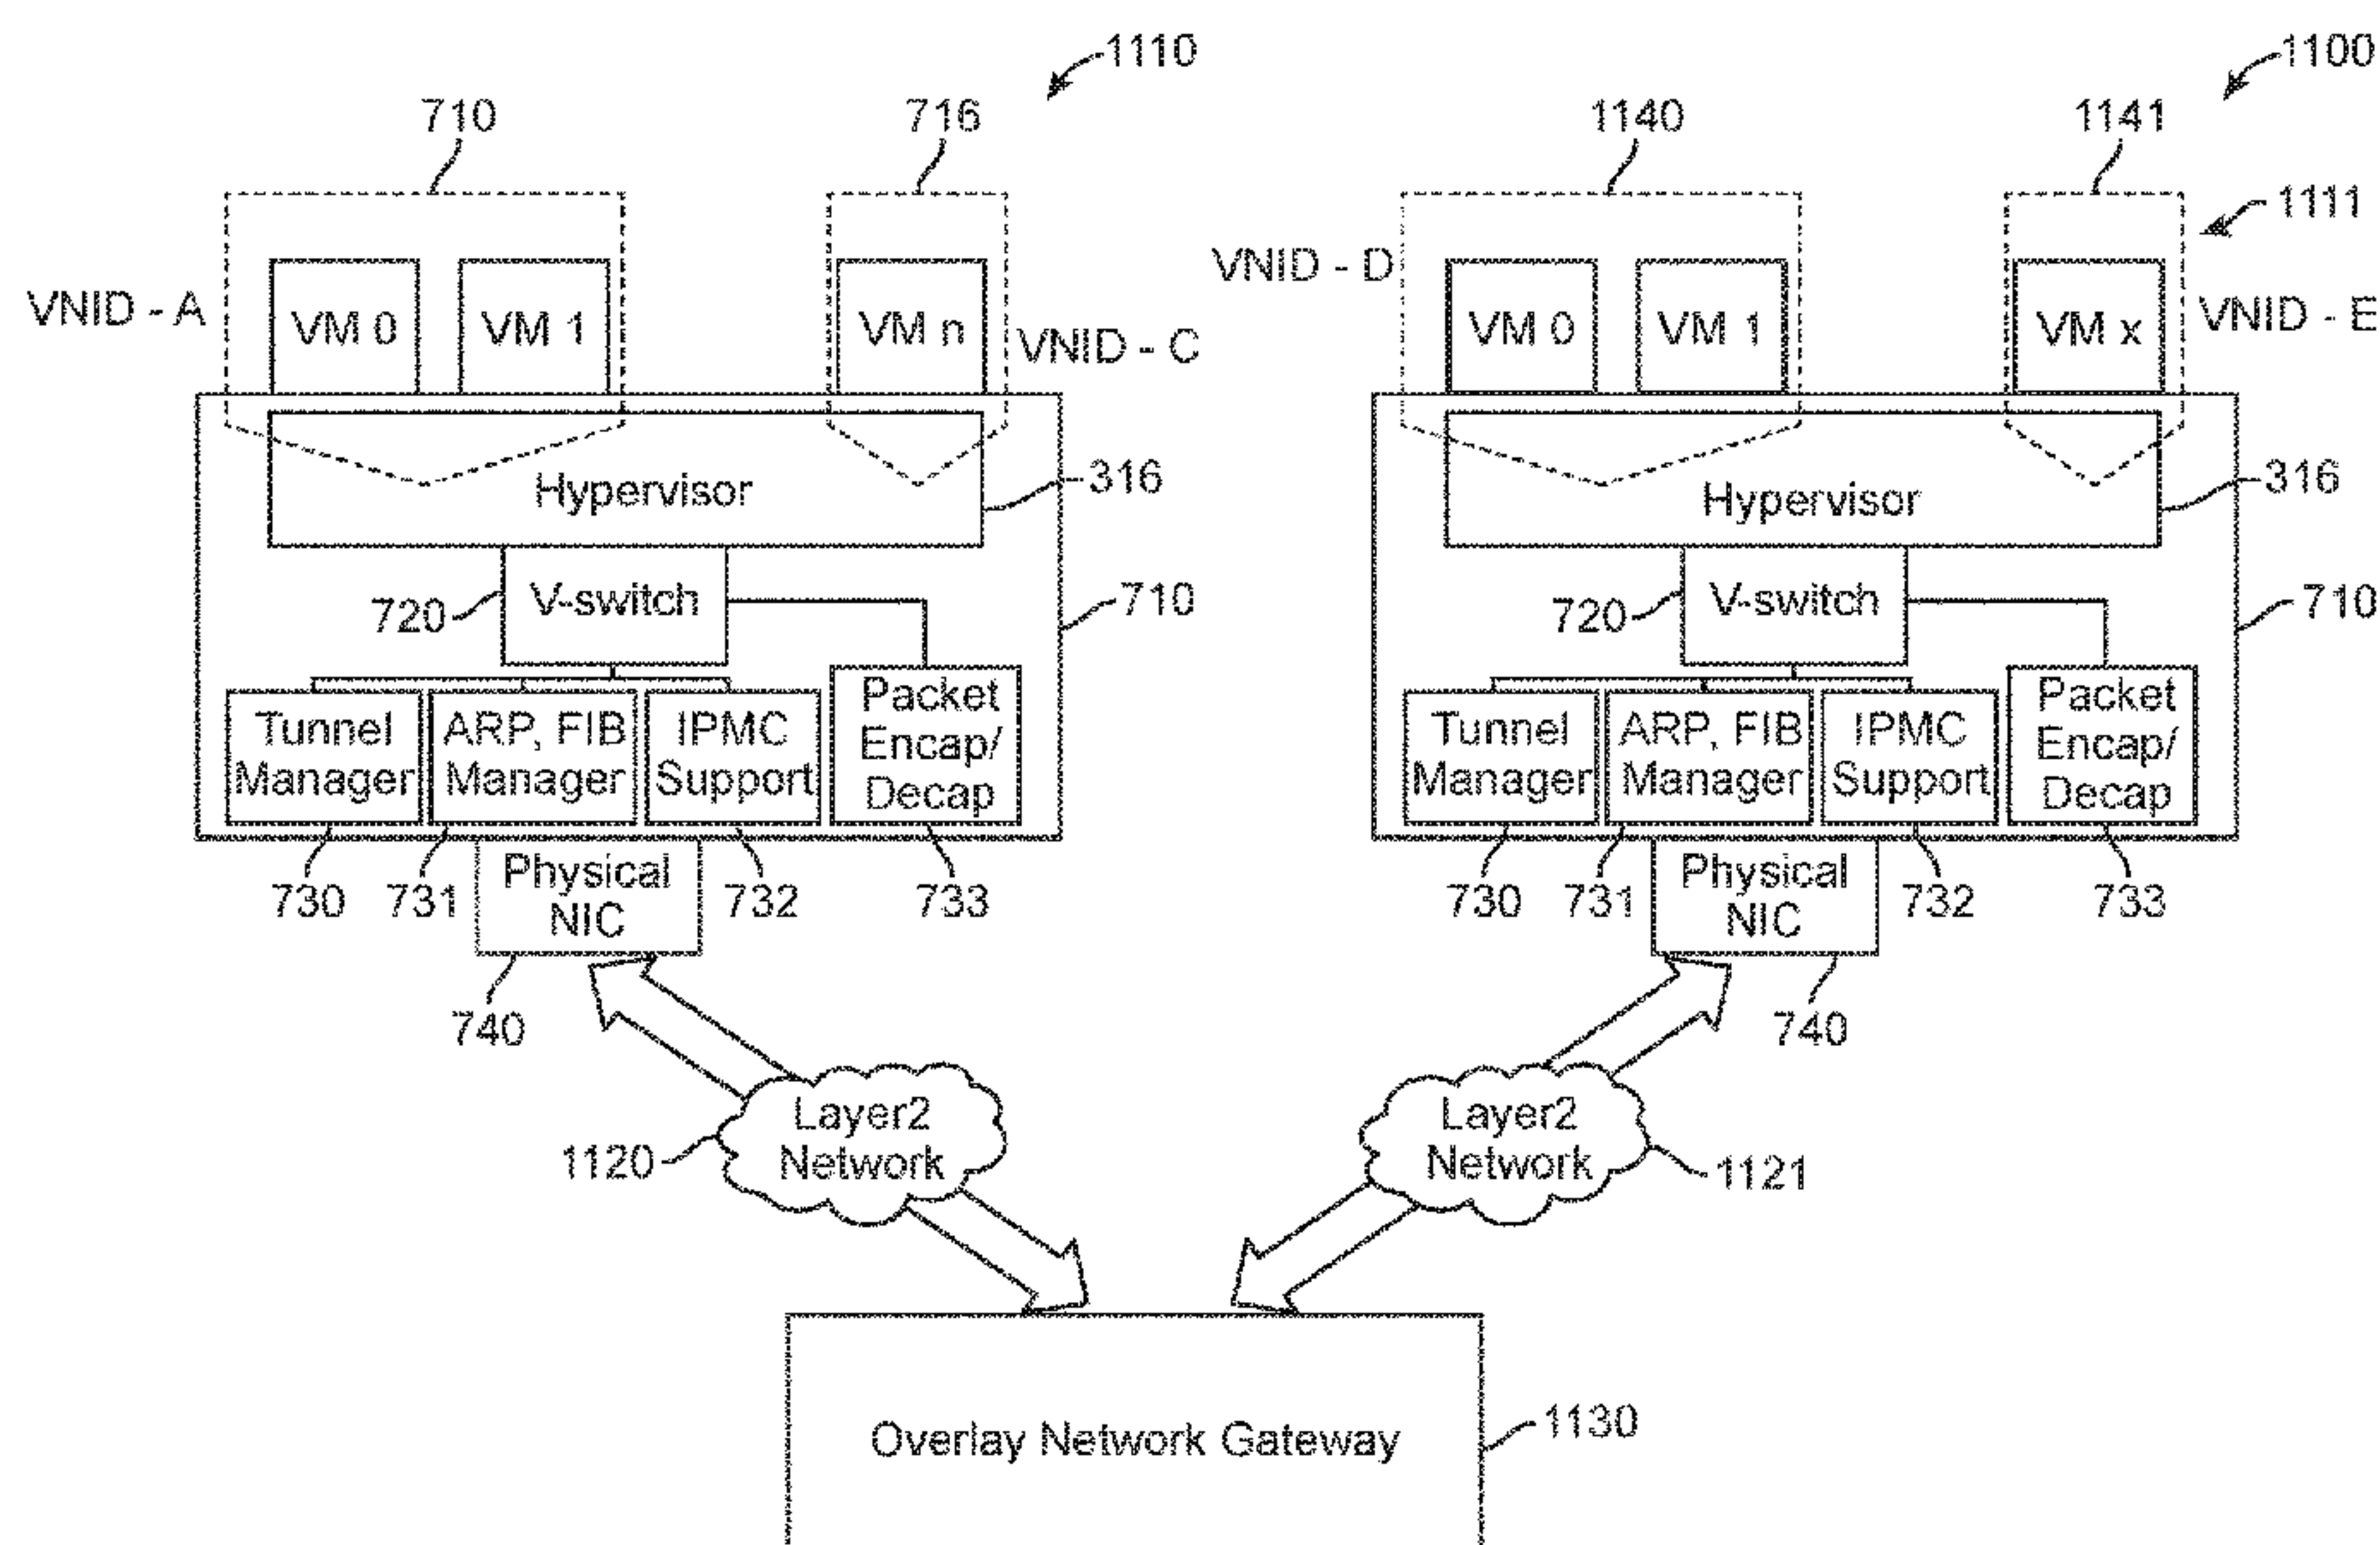 1110
1100
710
716
1140
1141
1111
VNID - A
VM 0
VM 1
VM n
VNID - C
VNID - D
VM 0
VM 1
VM x
VNID - E
Hypervisor
316
Hypervisor
316
720
V-switch
710
720
V-switch
710
Tunnel
Manager
ARP, FIB
Manager
IPMC
Support
Packet
Encap/
Decap
Tunnel
Manager
ARP, FIB
Manager
IPMC
Support
Packet
Encap/
Decap
730
731
Physical
NIC
732
733
730
731
Physical
NIC
732
733
740
740
1120
Layer2
Network
Layer2
Network
1121
Overlay Network Gateway
1130